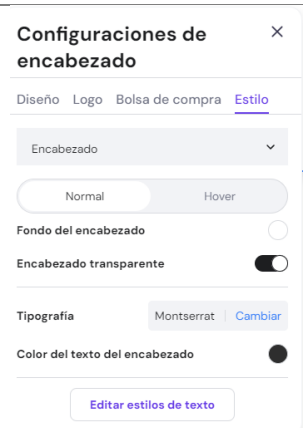 Configuraciones de
encabezado
Diseño Logo Bolsa de compra Estilo
Encabezado
Normal Hover
Fondo del encabezado
Encabezado transparente
Tipografía Montserrat Cambiar
Color del texto del encabezado
Editar estilos de texto